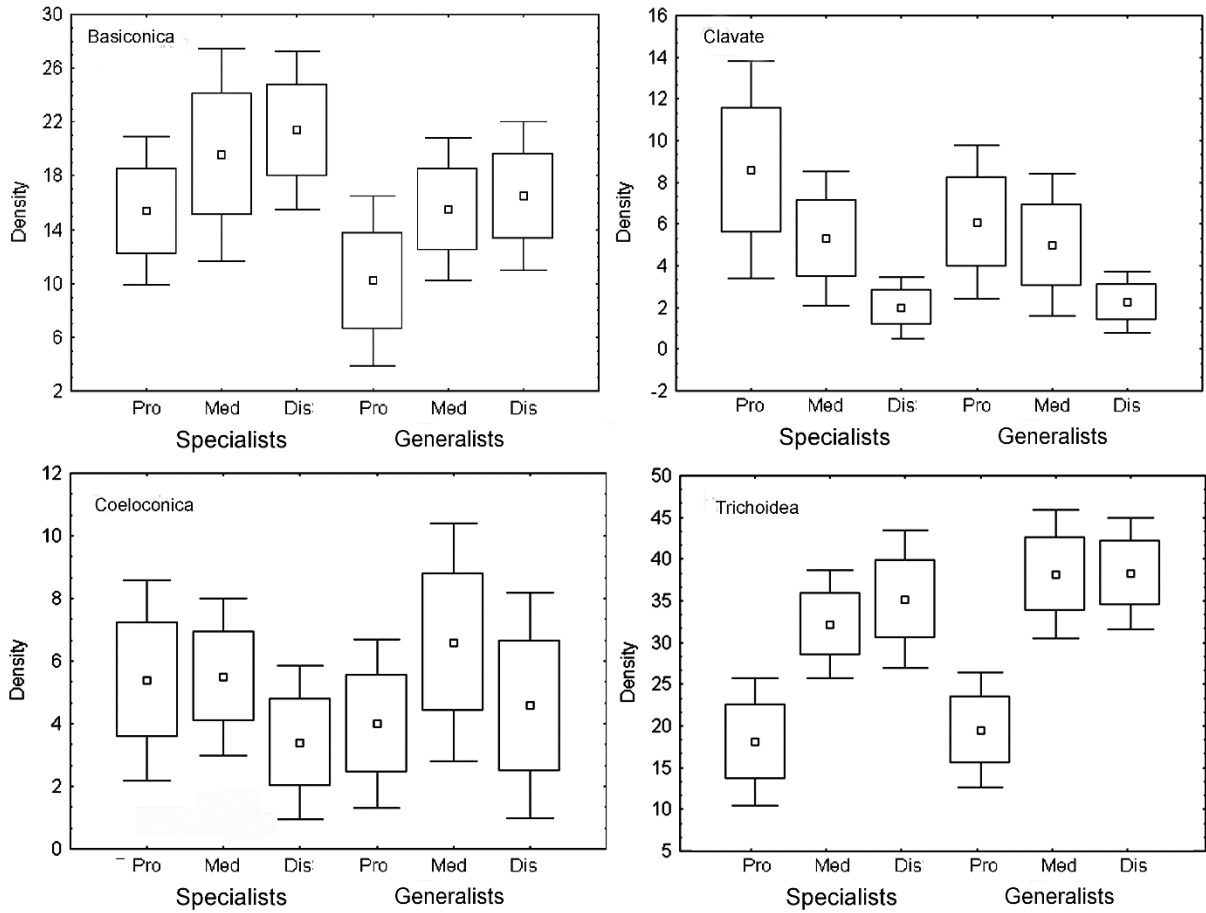 Basiconica
Density
30
26
22
18
14
10
6
2
Pro Med Dis Pro Med Dis
Specialists Generalists
Clavate
Density
16
14
12
10
8
6
4
2
0
-2
Pro Med Dis Pro Med Dis
Specialists Generalists
Coeloconica
Density
12
10
8
6
4
2
0
Pro Med Dis Pro Med Dis
Specialists Generalists
Trichoidea
Density
50
45
40
35
30
25
20
15
10
5
Pro Med Dis Pro Med Dis
Specialists Generalists